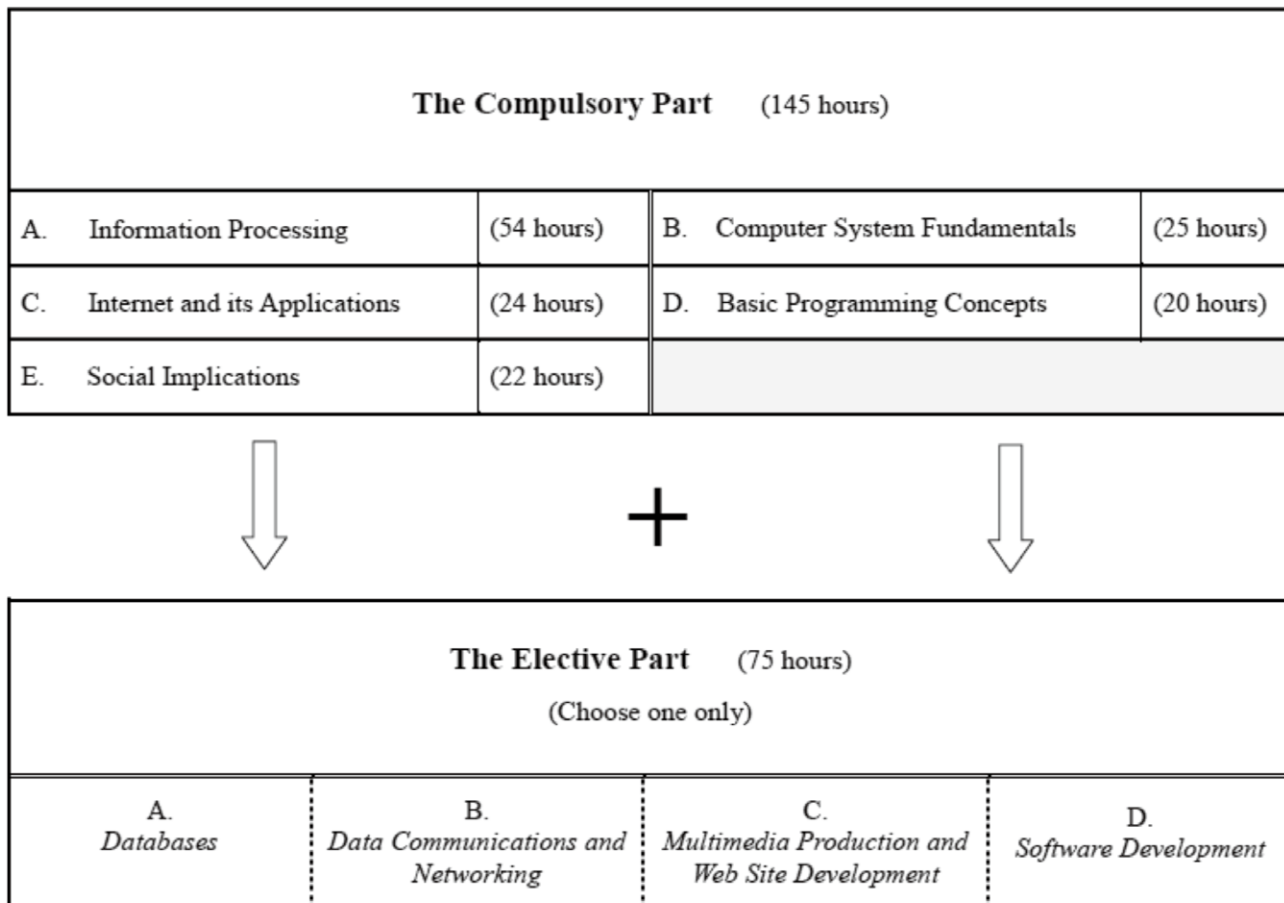 The Compulsory Part (145 hours)
A. Information Processing (54 hours) B. Computer System Fundamentals (25 hours)
C. Internet and its Applications (24 hours) D. Basic Programming Concepts (20 hours)
E. Social Implications (22 hours)
+
The Elective Part (75 hours)
(Choose one only)
A.
Databases
B.
Data Communications and
Networking
C.
Multimedia Production and
Web Site Development
D.
Software Development